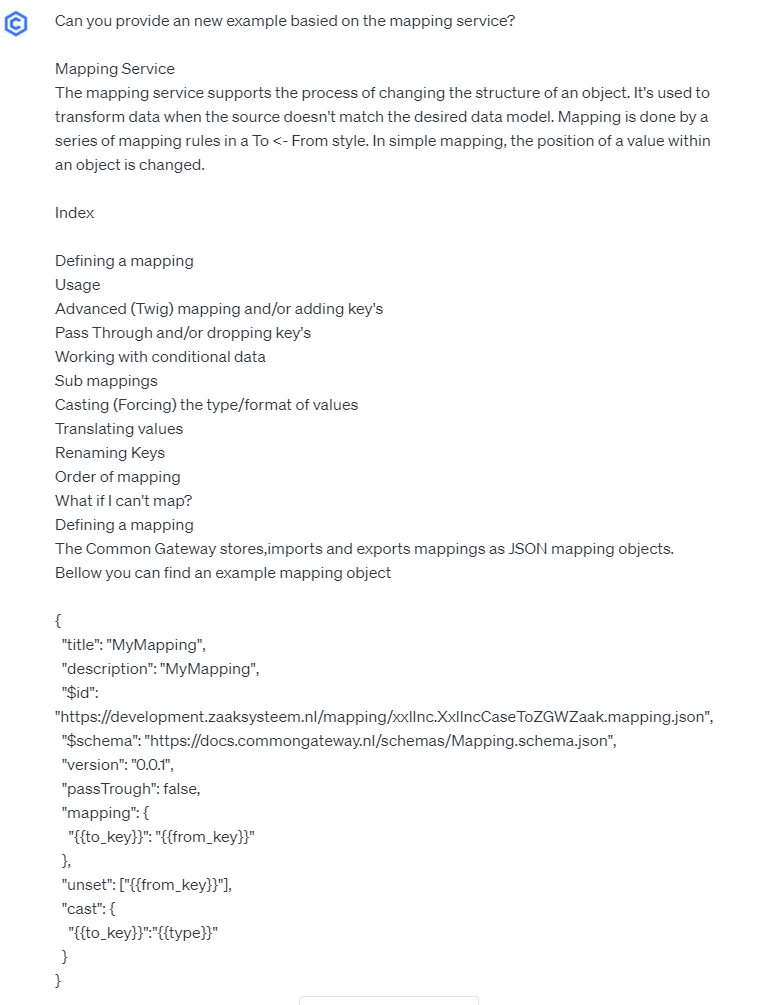 Can you provide an new example basied on the mapping service?
Mapping Service
The mapping service supports the process of changing the structure of an object. It's used to
transform data when the source doesn't match the desired data model. Mapping is done by a
series of mapping rules in a To <- From style. In simple mapping, the position of a value within
an object is changed.
Index
Defining a mapping
Usage
Advanced (Twig) mapping and/or adding key's
Pass Through and/or dropping key's
Working with conditional data
Sub mappings
Casting (Forcing) the type/format of values
Translating values
Renaming Keys
Order of mapping
What if I can't map?
Defining a mapping
The Common Gateway stores,imports and exports mappings as JSON mapping objects.
Bellow you can find an example mapping object
{
"title": "MyMapping",
"description": "MyMapping",
"$id":
"https://development.zaaksysteem.nl/mapping/xxllnc.XxllncCaseToZGWZaak.mapping.json",
"$schema": "https://docs.commongateway.nl/schemas/Mapping.schema.json",
"version": "0.0.1",
"passTrough": false,
"mapping": {
"{{to_key}}": "{{from_key}}"
},
"unset": ["{{from_key}}"],
"cast": {
"{{to_key}}":"{{type}}"
}
}